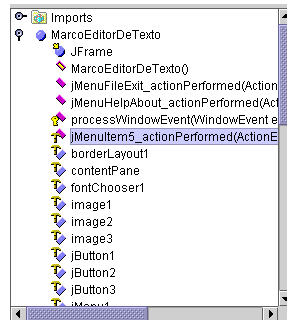 Imports
MarcoEditorDeTexto
JFrame
MarcoEditorDeTexto()
jMenuFileExit_actionPerformed(Action
jMenuHelpAbout_actionPerformed(Act
processWindowEvent(WindowEvent e
jMenuItem5_actionPerformed(ActionE
borderLayout1
contentPane
fontChooser1
image1
image2
image3
jButton1
jButton2
jButton3
jMenu1